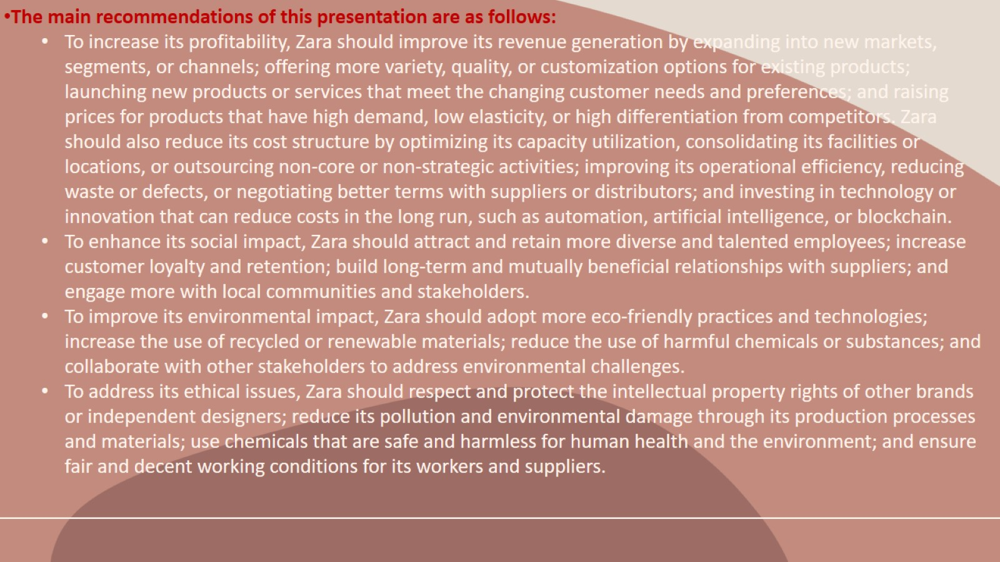 •The main recommendations of this presentation are as follows:
• To increase its profitability, Zara should improve its revenue generation by expanding into new markets,
segments, or channels; offering more variety, quality, or customization options for existing products;
launching new products or services that meet the changing customer needs and preferences; and raising
prices for products that have high demand, low elasticity, or high differentiation from competitors. Zara
should also reduce its cost structure by optimizing its capacity utilization, consolidating its facilities or
locations, or outsourcing non-core or non-strategic activities; improving its operational efficiency, reducing
waste or defects, or negotiating better terms with suppliers or distributors; and investing in technology or
innovation that can reduce costs in the long run, such as automation, artificial intelligence, or blockchain.
• To enhance its social impact, Zara should attract and retain more diverse and talented employees; increase
customer loyalty and retention; build long-term and mutually beneficial relationships with suppliers; and
engage more with local communities and stakeholders.
• To improve its environmental impact, Zara should adopt more eco-friendly practices and technologies;
increase the use of recycled or renewable materials; reduce the use of harmful chemicals or substances; and
collaborate with other stakeholders to address environmental challenges.
• To address its ethical issues, Zara should respect and protect the intellectual property rights of other brands
or independent designers; reduce its pollution and environmental damage through its production processes
and materials; use chemicals that are safe and harmless for human health and the environment; and ensure
fair and decent working conditions for its workers and suppliers.